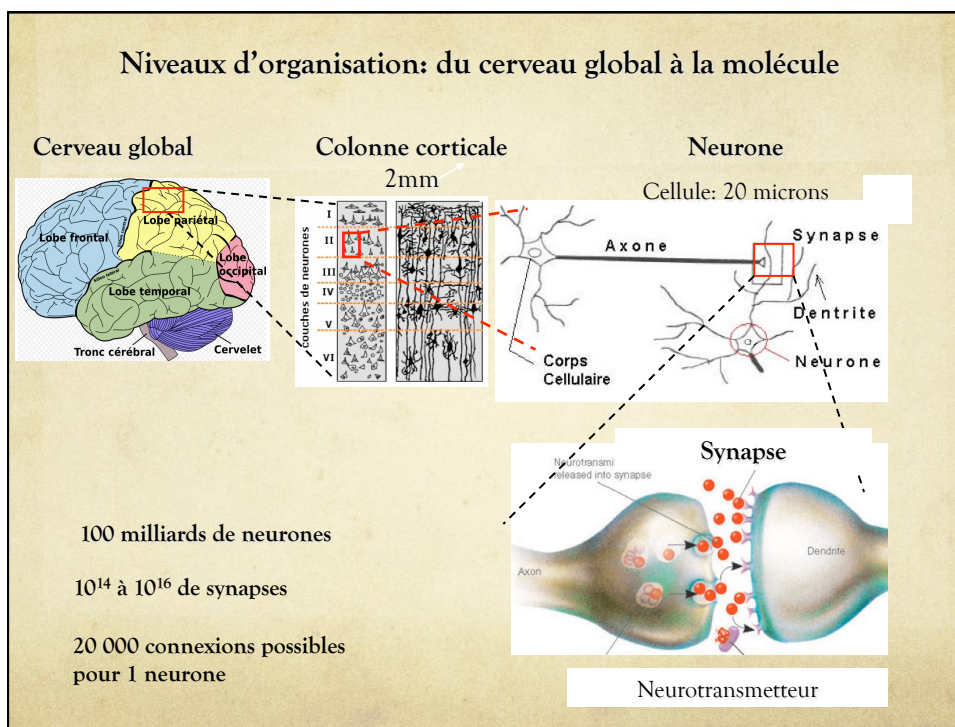 Niveaux d'organisation: du cerveau global à la molécule
Cerveau global
Colonne corticale
2mm
Neurone
Cellule: 20 microns
Lobe frontal
Lobe pariétal
Lobe occipital
Lobe temporal
Tronc cérébral
Cervelet
couches de neurones
I
II
III
IV
V
VI
Axone
Synapse
Dentrite
Neurone
Corps
Cellulaire
Synapse
Neurotransmi
released into synapse
Axon
Dendrite
Neurotransmetteur
100 milliards de neurones
10¹⁴ à 10¹⁶ de synapses
20 000 connexions possibles
pour 1 neurone